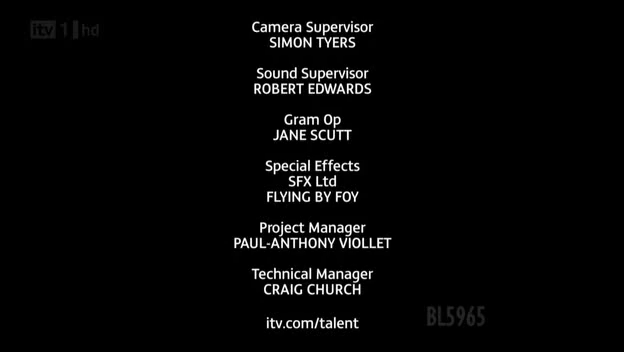 itv 1 hd
Camera Supervisor
SIMON TYERS
Sound Supervisor
ROBERT EDWARDS
Gram Op
JANE SCUTT
Special Effects
SFX Ltd
FLYING BY FOY
Project Manager
PAUL-ANTHONY VIOLLET
Technical Manager
CRAIG CHURCH
itv.com/talent
BL5965